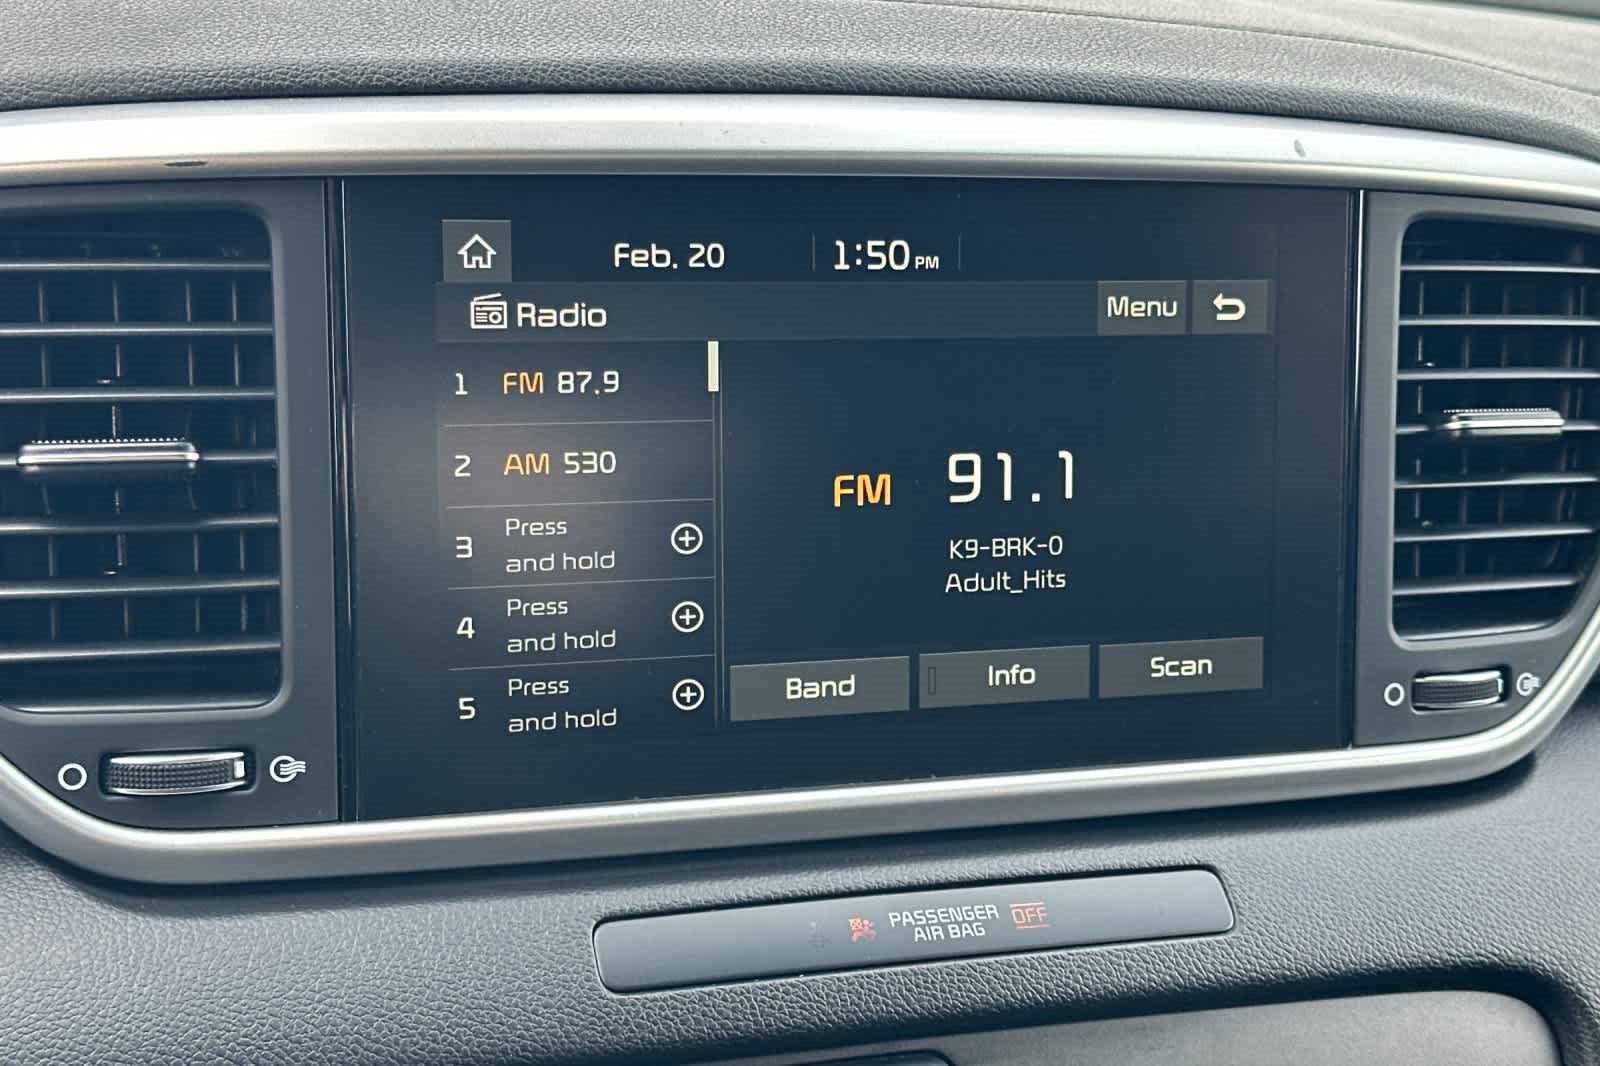 Feb. 20 1:50 PM
Radio Menu
1 FM 87.9
2 AM 530
3 Press and hold
4 Press and hold
5 Press and hold
FM 91.1
K9-BRK-0
Adult_Hits
Band Info Scan
PASSENGER
AIR BAG OFF